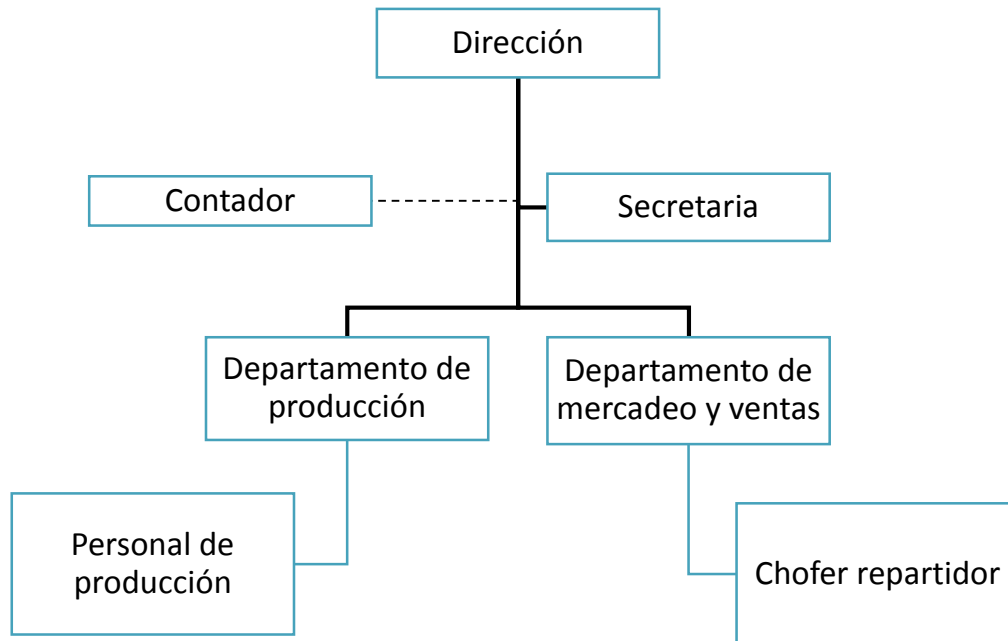 Dirección
Contador
Secretaria
Departamento de
producción
Departamento de
mercadeo y ventas
Personal de
producción
Chofer repartidor